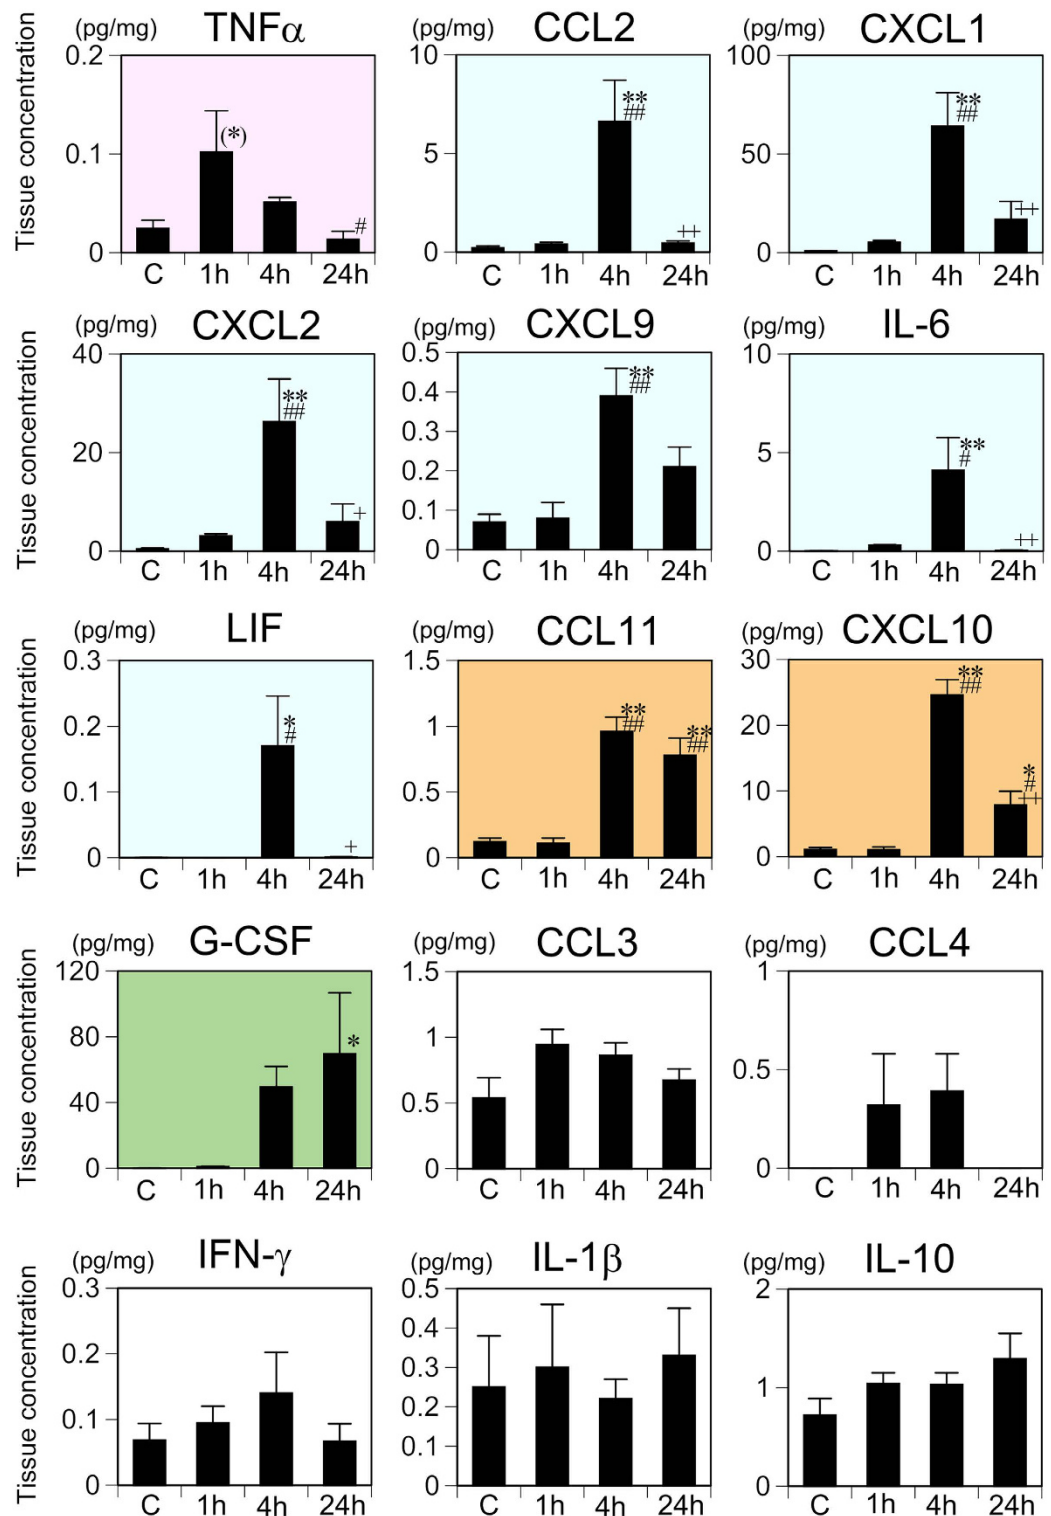 (pg/mg) TNFα (pg/mg) CCL2 (pg/mg) CXCL1
Tissue concentration
0.2 10 100
0.1 (*) 5 ** ## 50 ** ##
0 # 0 ++ 0 ++
C 1h 4h 24h C 1h 4h 24h C 1h 4h 24h
(pg/mg) CXCL2 (pg/mg) CXCL9 (pg/mg) IL-6
Tissue concentration
40 0.5 10
** ## 0.4 ** ##
20 0.3 5 ** #
0.2
+ 0.1
0 0 0 ++
C 1h 4h 24h C 1h 4h 24h C 1h 4h 24h
(pg/mg) LIF (pg/mg) CCL11 (pg/mg) CXCL10
Tissue concentration
0.3 1.5 30 ** ##
0.2 * # 1 ** ## ** ## 20
0.1 0.5 10 * # ++
0 + 0 0
C 1h 4h 24h C 1h 4h 24h C 1h 4h 24h
(pg/mg) G-CSF (pg/mg) CCL3 (pg/mg) CCL4
Tissue concentration
120 1.5 1
80 * 1 0.5
40 0.5
0 0 0
C 1h 4h 24h C 1h 4h 24h C 1h 4h 24h
(pg/mg) IFN-γ (pg/mg) IL-1β (pg/mg) IL-10
Tissue concentration
0.3 0.5 2
0.2 0.4
0.3 1
0.1 0.2
0.1
0 0 0
C 1h 4h 24h C 1h 4h 24h C 1h 4h 24h